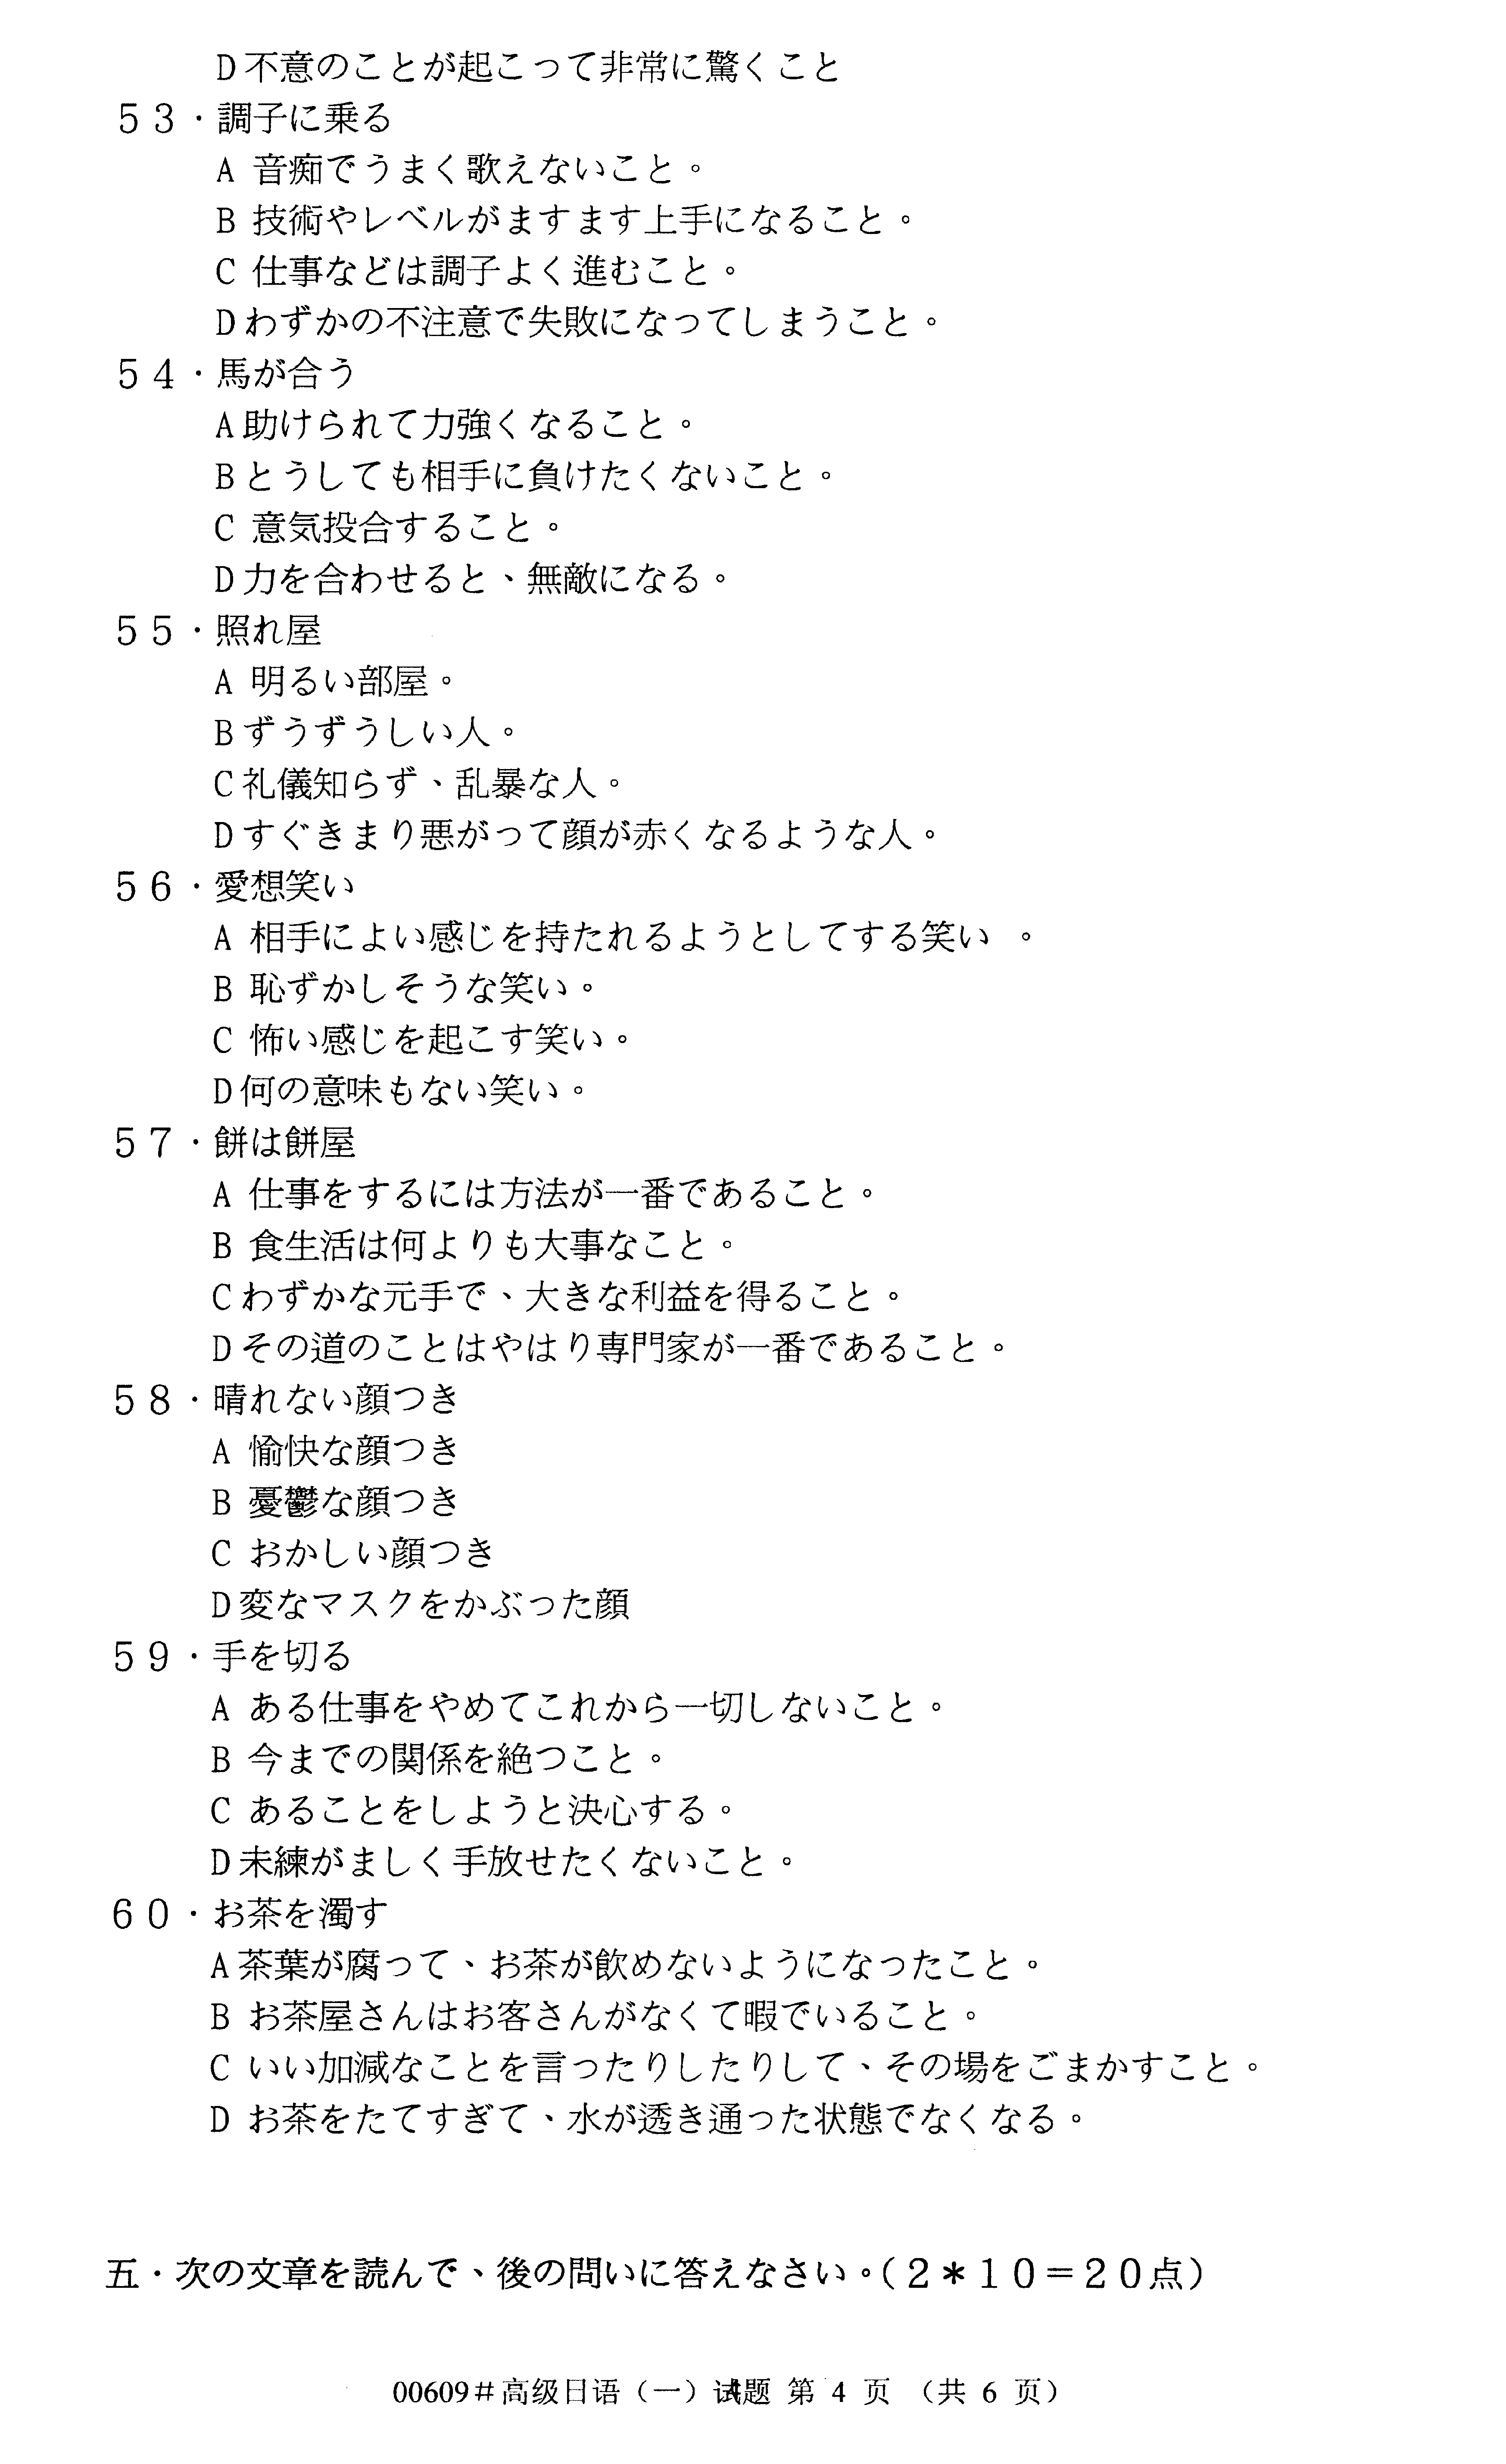 D不意のことが起こって非常に驚くこと
53．調子に乗る
A 音痴でうまく歌えないこと。
B 技術やレベルがますます上手になること。
C 仕事などは調子よく進むこと。
Dわずかの不注意で失敗になってしまうこと。
54．馬が合う
A助けられて力強くなること。
Bとうしても相手に負けたくないこと。
C 意気投合すること。
D力を合わせると、無敵になる。
55．照れ屋
A 明るい部屋。
Bずうずうしい人。
C礼儀知らず、乱暴な人。
Dすぐきまり悪がって顔が赤くなるような人。
56．愛想笑い
A 相手によい感じを持たれるようとしてする笑い 。
B 恥ずかしそうな笑い。
C 怖い感じを起こす笑い。
D何の意味もない笑い。
57．餅は餅屋
A 仕事をするには方法が一番であること。
B 食生活は何よりも大事なこと。
Cわずかな元手で、大きな利益を得ること。
Dその道のことはやはり専門家が一番であること。
58．晴れない顔つき
A 愉快な顔つき
B 憂鬱な顔つき
C おかしい顔つき
D変なマスクをかぶった顔
59．手を切る
A ある仕事をやめてこれから一切しないこと。
B 今までの関係を絶つこと。
C あることをしようと決心する。
D未練がましく手放せたくないこと。
60．お茶を濁す
A茶葉が腐って、お茶が飲めないようになったこと。
B お茶屋さんはお客さんがなくて暇でいること。
C いい加減なことを言ったりしたりして、その場をごまかすこと。
D お茶をたてすぎて、水が透き通った状態でなくなる。
五．次の文章を読んで、後の問いに答えなさい。（2*10=20点）
00609#高级日语（一）试题 第 4 页 （共 6 页）